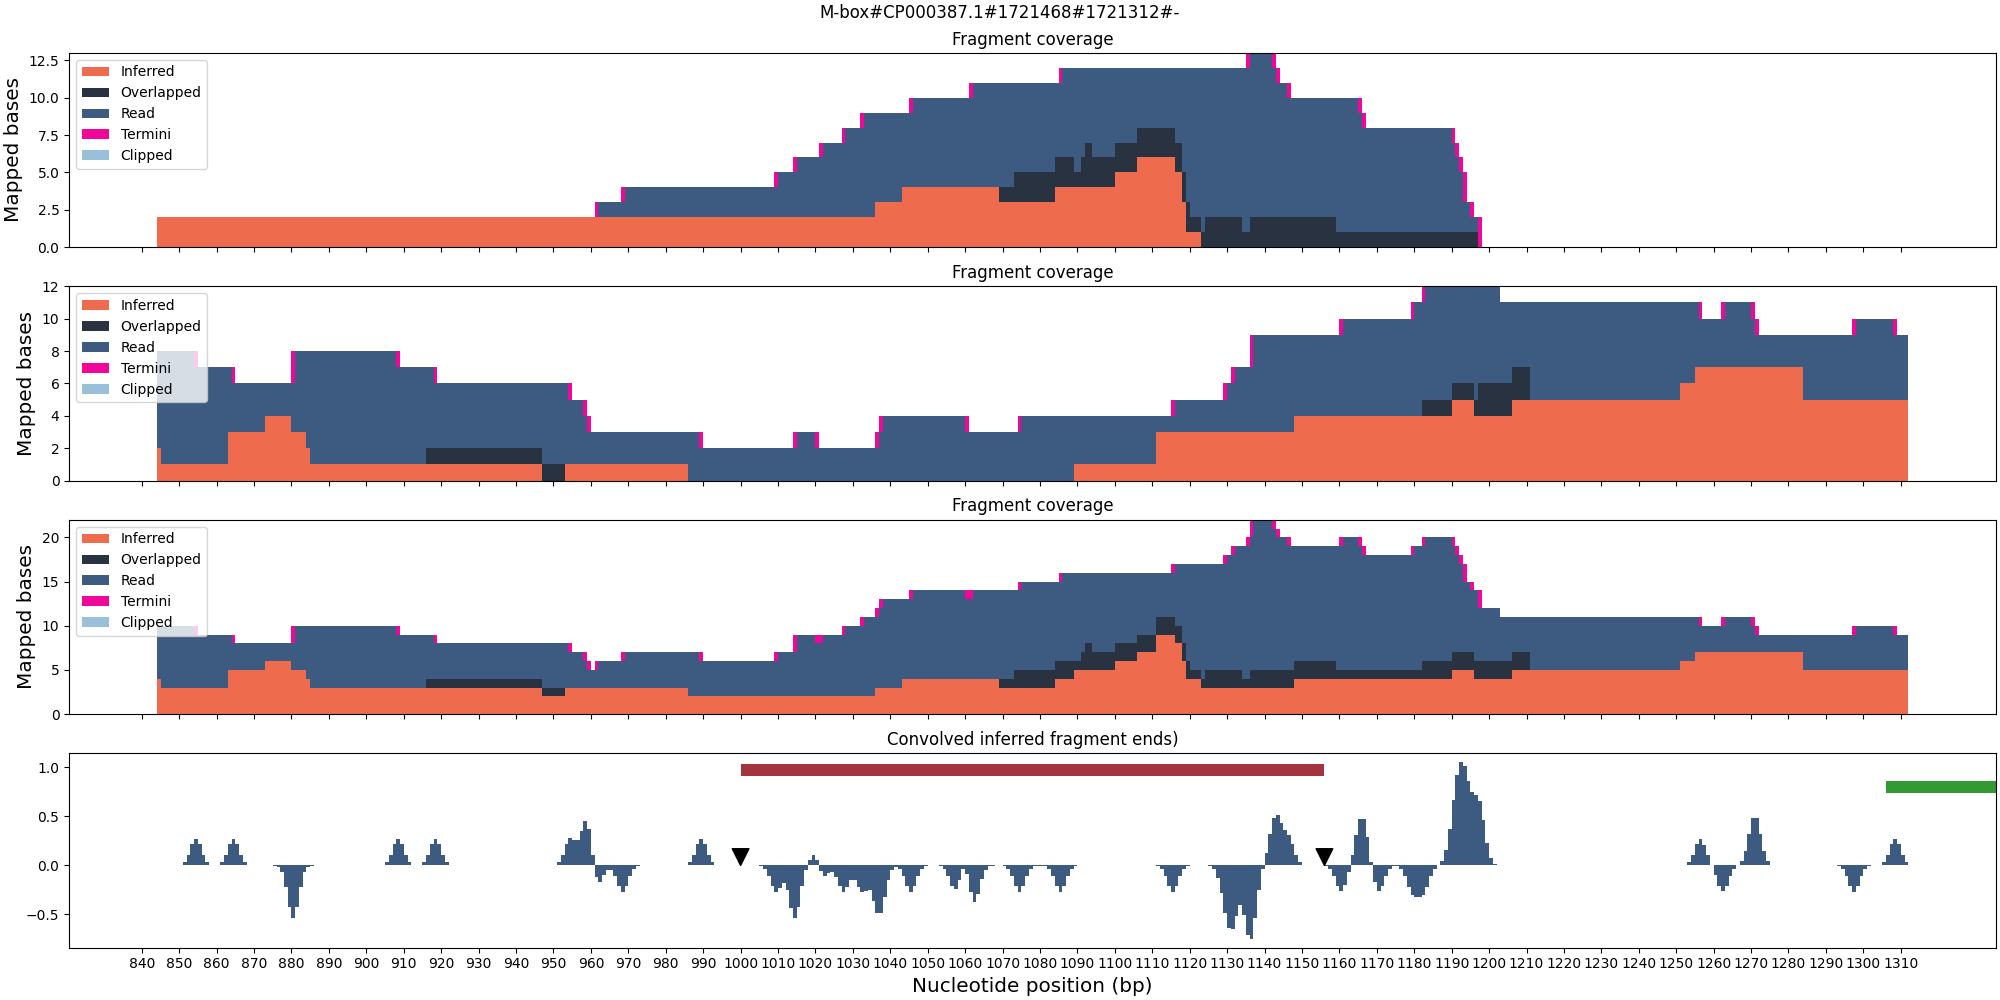 M-box#CP000387.1#1721468#1721312#-
Fragment coverage
Mapped bases
12.5
10.0
7.5
5.0
2.5
0.0
Inferred
Overlapped
Read
Termini
Clipped
Fragment coverage
Mapped bases
12
10
8
6
4
2
0
Inferred
Overlapped
Read
Termini
Clipped
Fragment coverage
Mapped bases
20
15
10
5
0
Inferred
Overlapped
Read
Termini
Clipped
Convolved inferred fragment ends)
1.0
0.5
0.0
−0.5
840 850 860 870 880 890 900 910 920 930 940 950 960 970 980 990 1000 1010 1020 1030 1040 1050 1060 1070 1080 1090 1100 1110 1120 1130 1140 1150 1160 1170 1180 1190 1200 1210 1220 1230 1240 1250 1260 1270 1280 1290 1300 1310
Nucleotide position (bp)